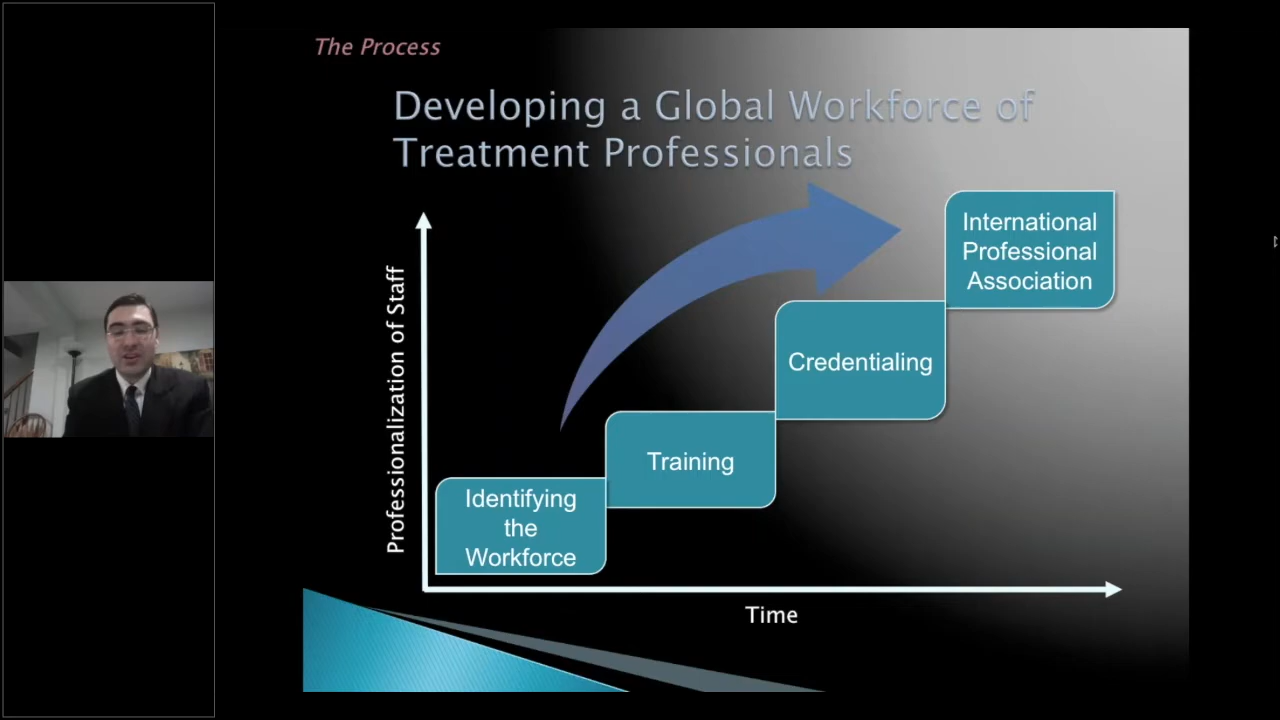 The Process
Developing a Global Workforce of
Treatment Professionals
International
Professional
Association
Credentialing
Training
Identifying
the
Workforce
Professionalization of Staff
Time